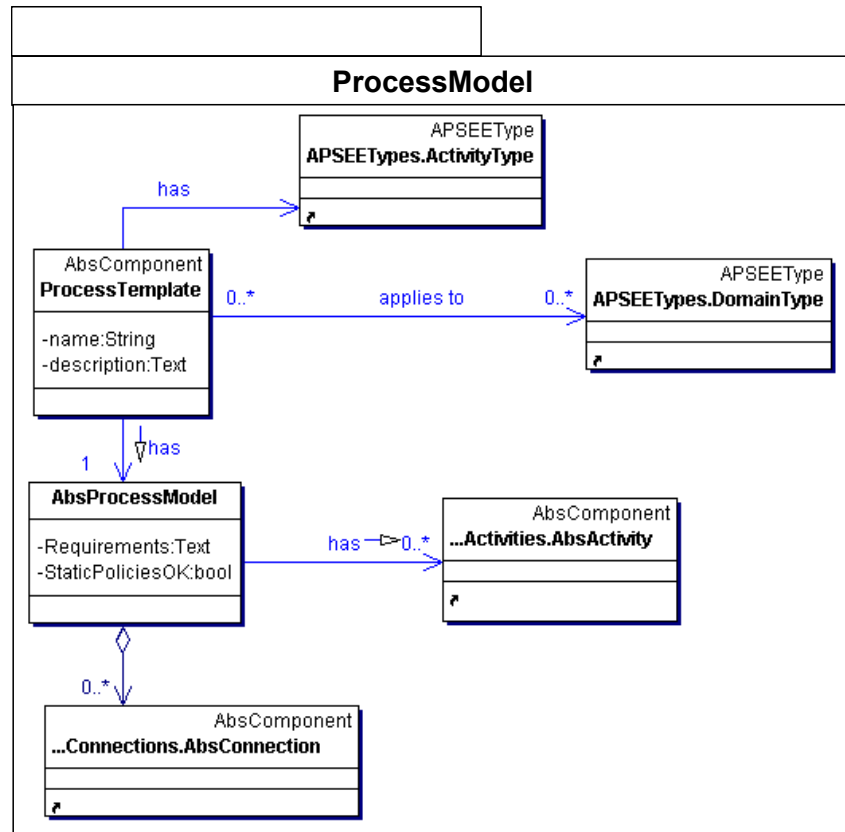 ProcessModel
APSEEType
APSEETypes.ActivityType
has
AbsComponent
ProcessTemplate
-name:String
-description:Text
0..*
applies to
0..*
APSEEType
APSEETypes.DomainType
has
1
AbsProcessModel
-Requirements:Text
-StaticPoliciesOK:bool
has
0..*
AbsComponent
...Activities.AbsActivity
0..*
AbsComponent
...Connections.AbsConnection